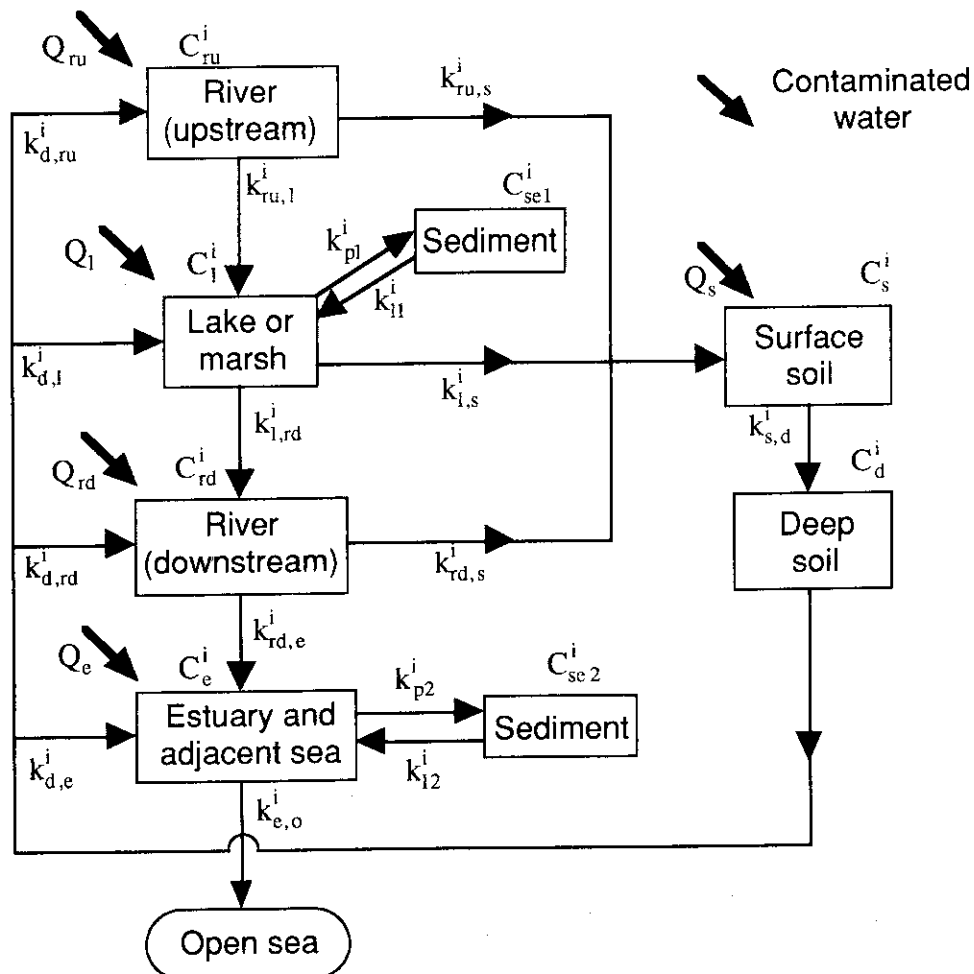 Q_ru
C^i_ru
River
(upstream)
k^i_ru,s
Contaminated
water
k^i_d,ru
k^i_ru,l
C^i_se1
Q_l
C^i_l
k^i_pl
Sediment
k^i_l1
Q_s
C^i_s
Lake or
marsh
Surface
soil
k^i_d,l
k^i_l,s
k^i_l,rd
k^i_s,d
Q_rd
C^i_rd
C^i_d
River
(downstream)
Deep
soil
k^i_d,rd
k^i_rd,s
k^i_rd,e
Q_e
C^i_e
k^i_p2
C^i_se2
Estuary and
adjacent sea
Sediment
k^i_d,e
k^i_l2
k^i_e,o
Open sea